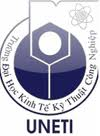 Trường Đại Học Kinh Tế Kỹ Thuật Công Nghiệp
UNETI